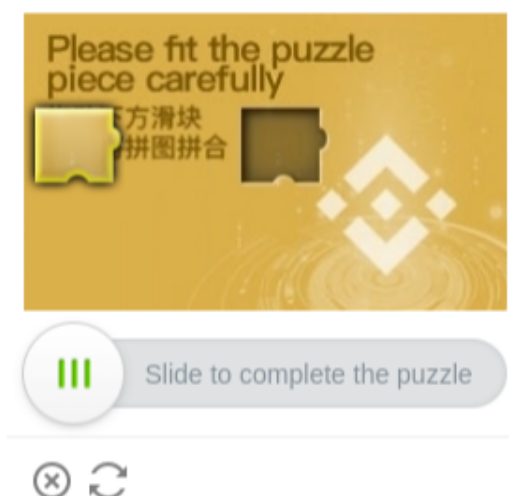 Please fit the puzzle
piece carefully
方滑块
拼图拼合
Slide to complete the puzzle